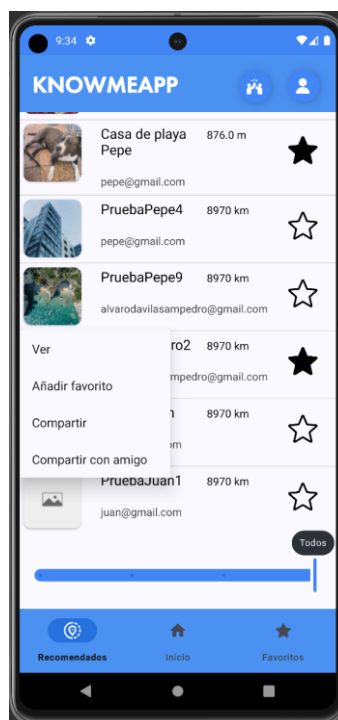 9:34
KNOWMEAPP
Casa de playa 876.0 m
Pepe
pepe@gmail.com
PruebaPepe4 8970 km
pepe@gmail.com
PruebaPepe9 8970 km
alvarodavilasampedro@gmail.com
Ver
ro2 8970 km
mpedro@gmail.com
Añadir favorito
8970 km
Compartir
om
Compartir con amigo
PruebaJuan1 8970 km
juan@gmail.com
Todos
Recomendados Inicio Favoritos